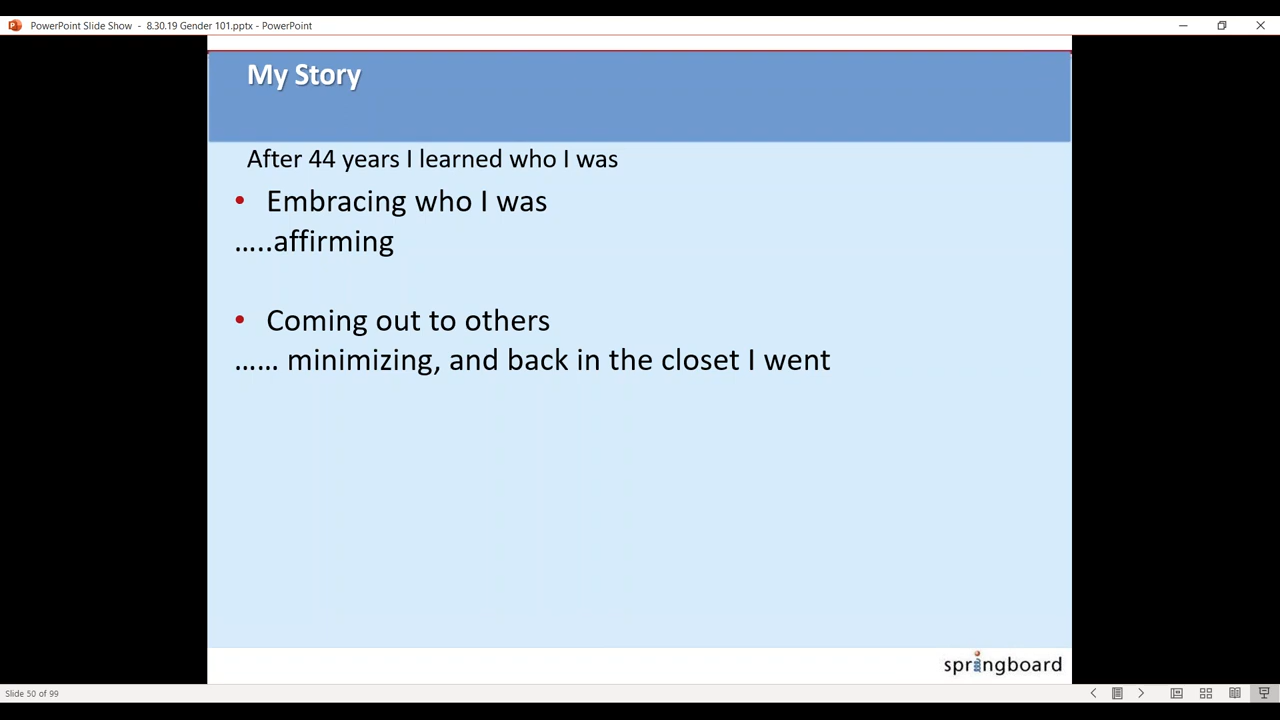 PowerPoint Slide Show - 8.30.19 Gender 101.pptx - PowerPoint
My Story
After 44 years I learned who I was
• Embracing who I was
…..affirming
• Coming out to others
…… minimizing, and back in the closet I went
springboard
Slide 50 of 99